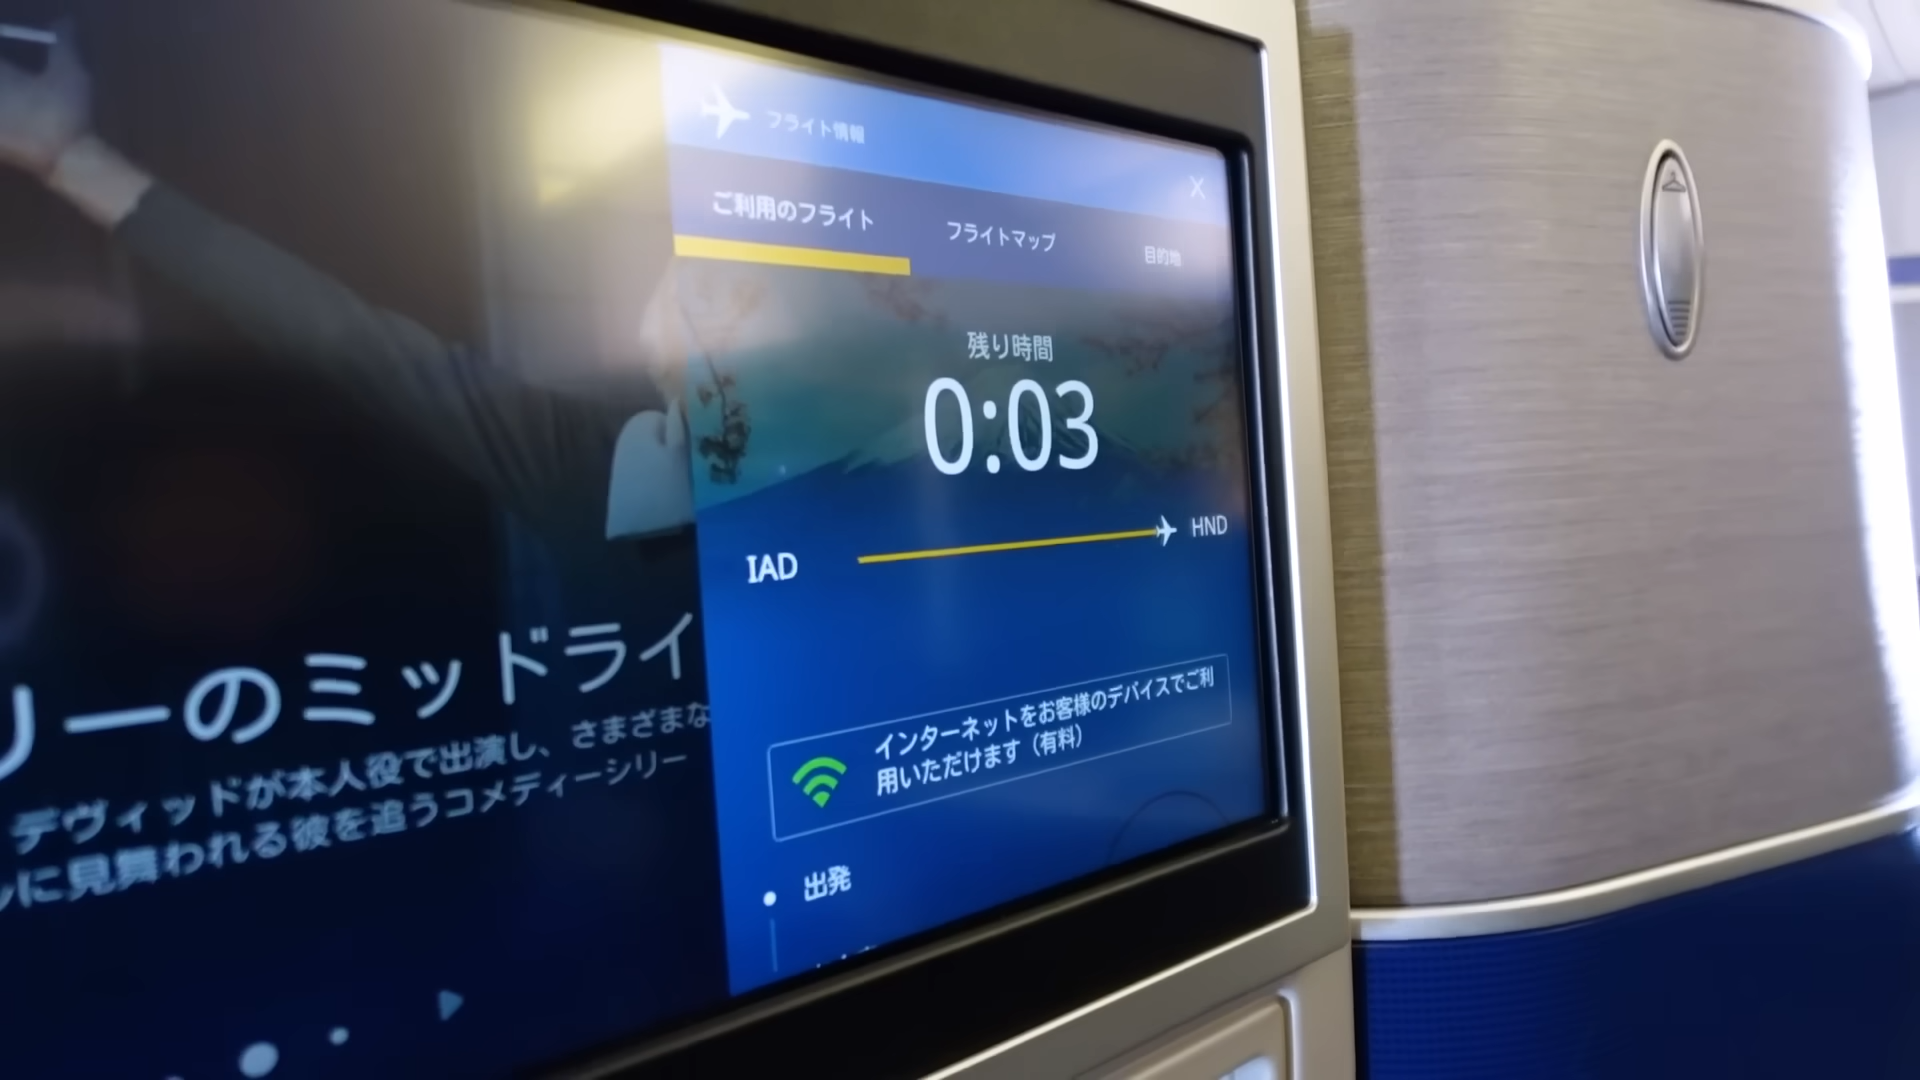 フライト情報
X
ご利用のフライト
フライトマップ
目的地
残り時間
0:03
IAD
HND
インターネットをお客様のデバイスでご利
用いただけます（有料）
出発
リーのミッドライ
デヴィッドが本人役で出演し、さまざまな
に見舞われる彼を追うコメディーシリー